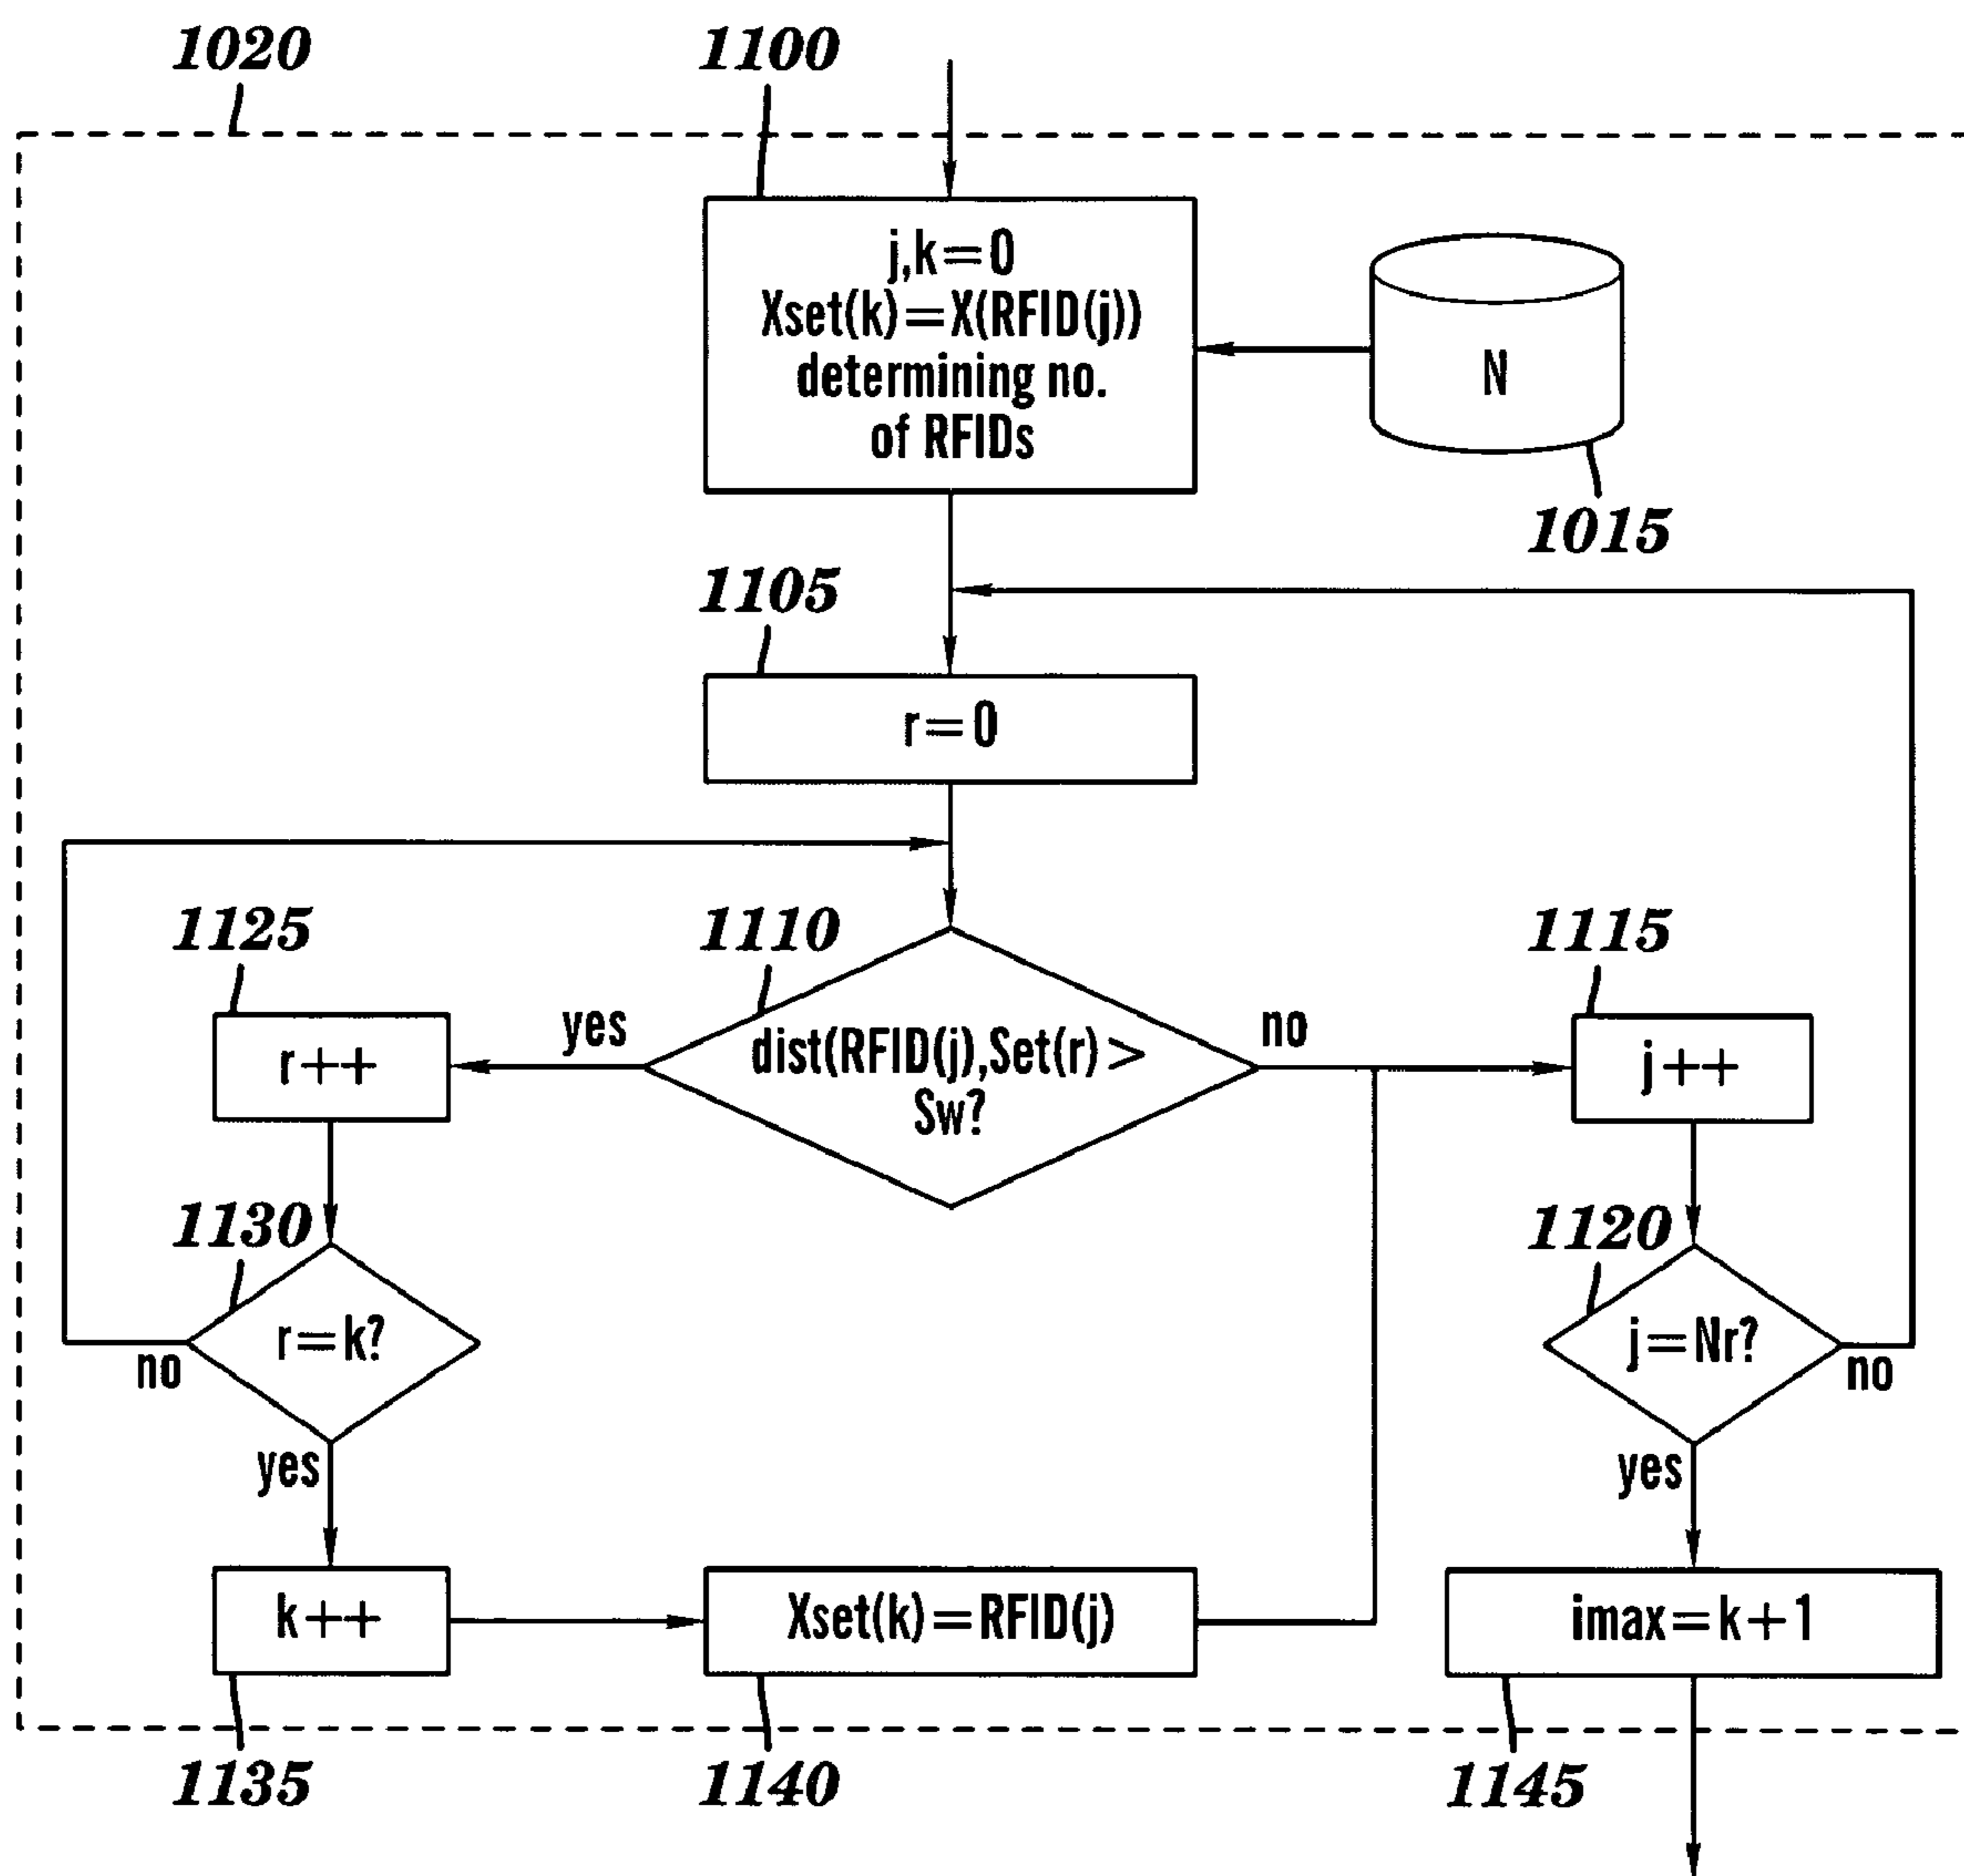 1020
1100
j,k=0
Xset(k)=X(RFID(j))
determining no.
of RFIDs
N
1015
1105
r=0
1125
1110
1115
yes
no
r++
dist(RFID(j),Set(r)>
Sw?
j++
1130
1120
r=k?
j=Nr?
no
no
yes
yes
k++
Xset(k)=RFID(j)
imax=k+1
1135
1140
1145